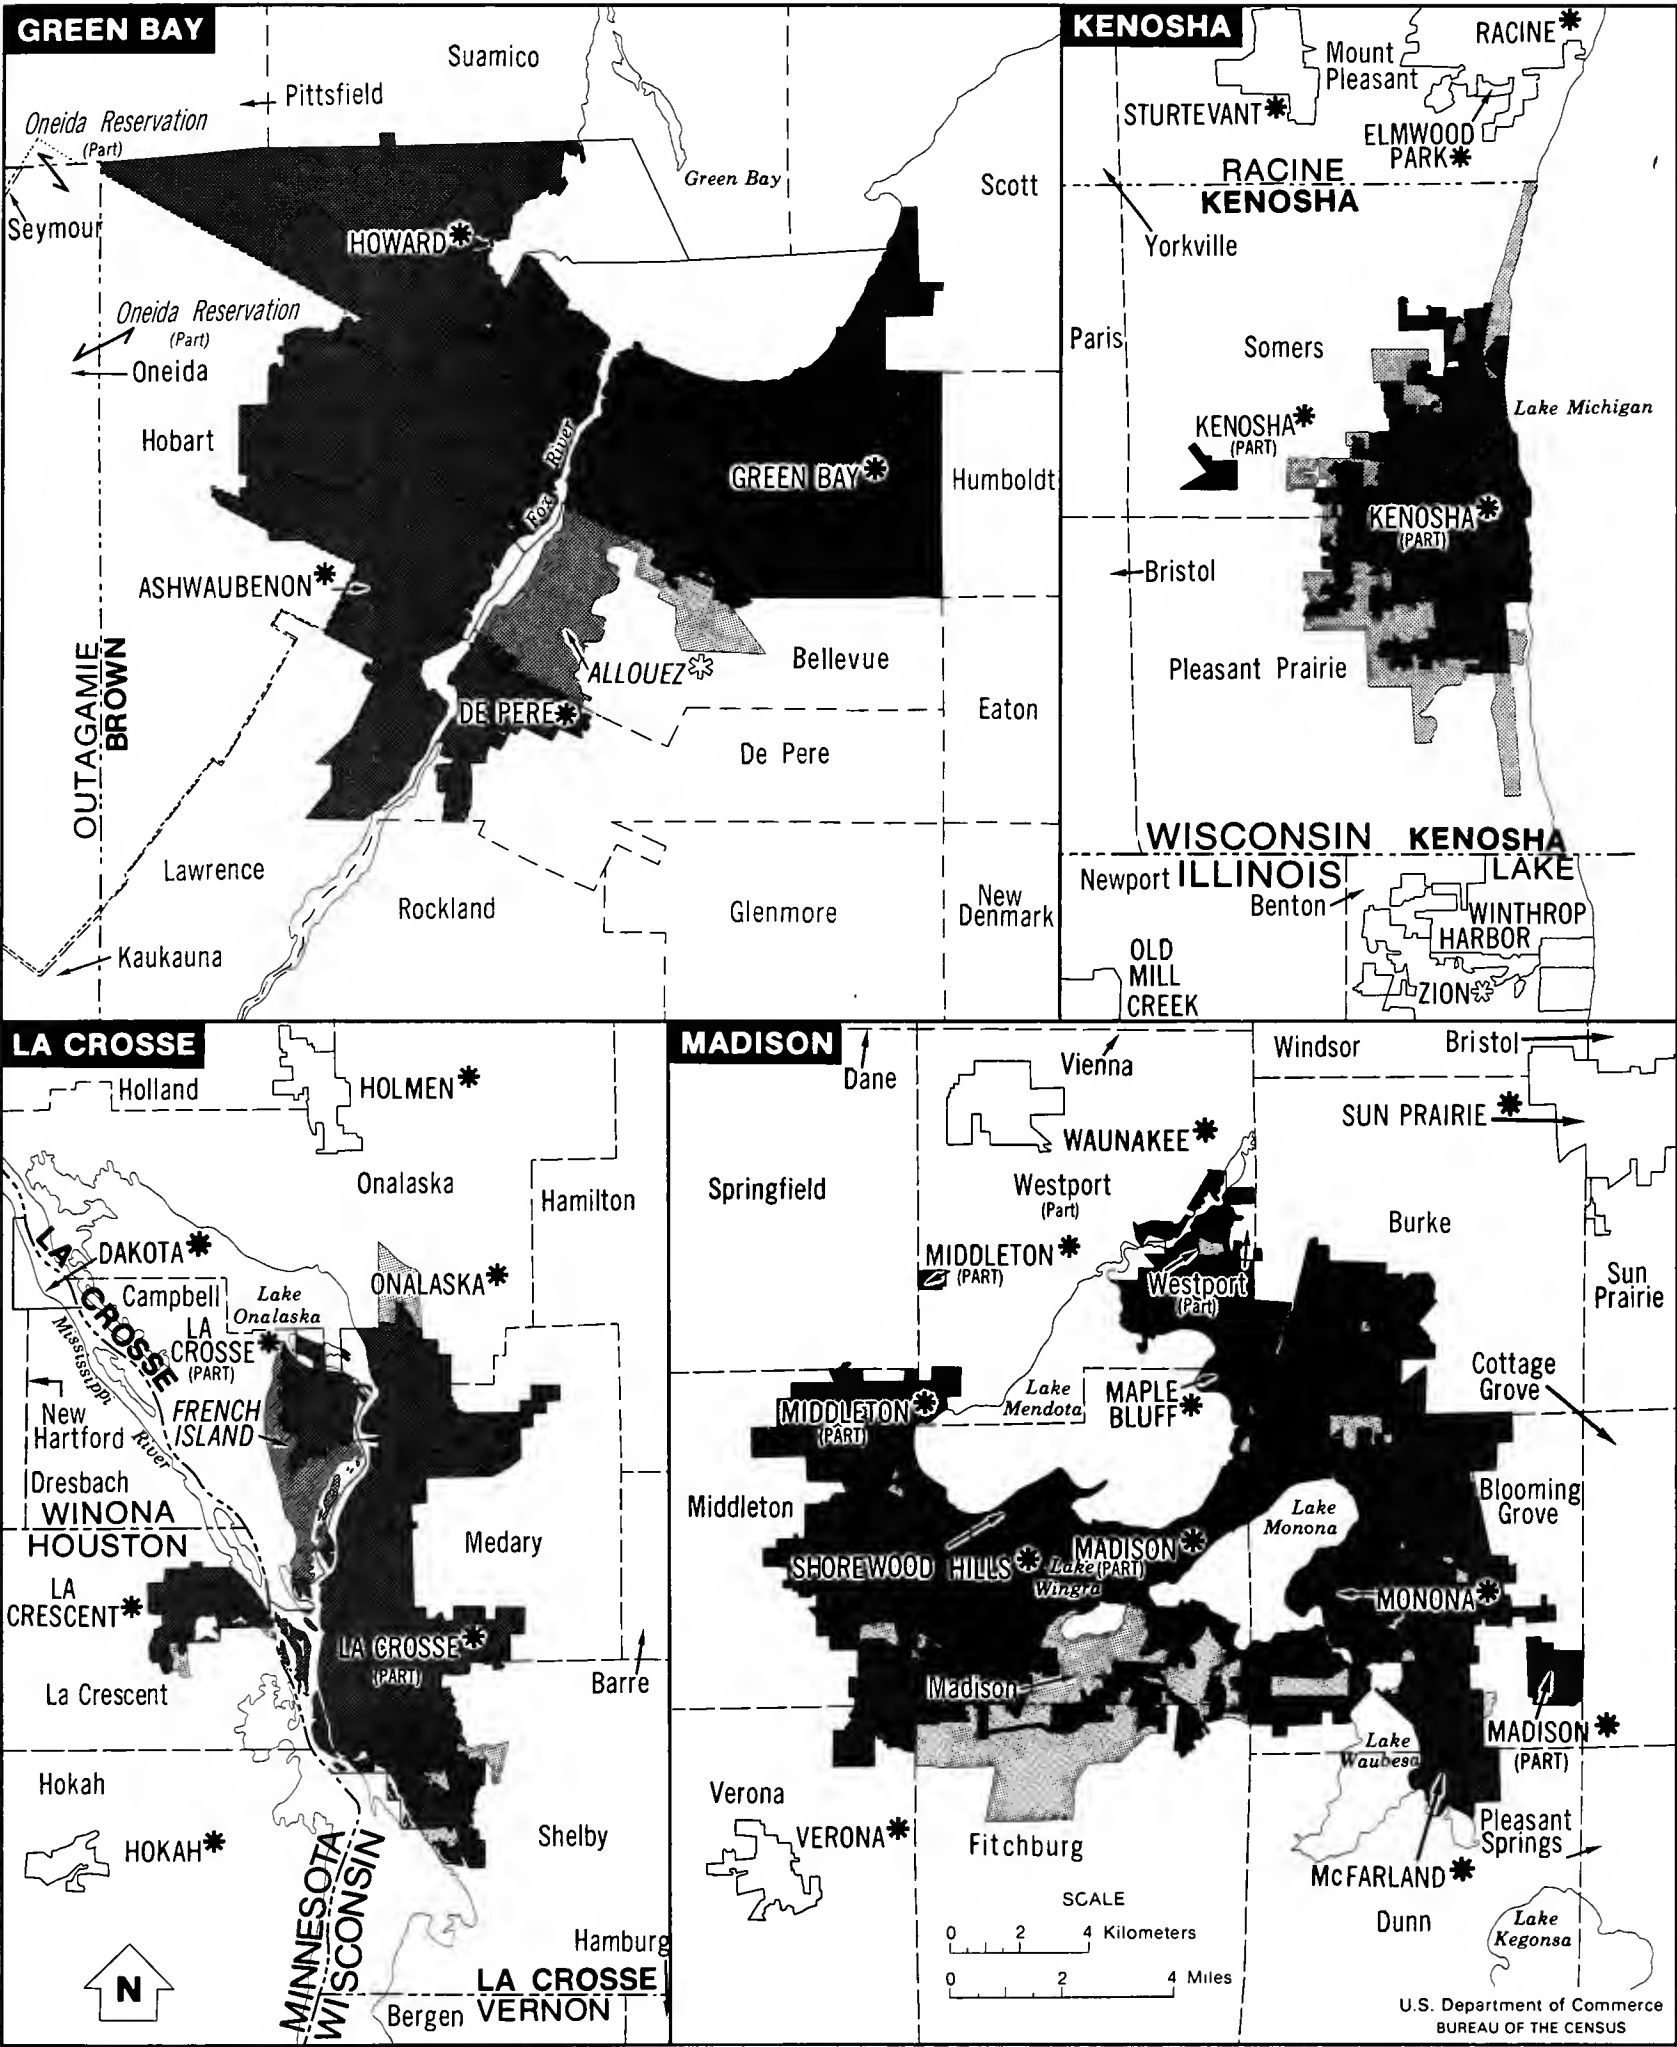 GREEN BAY
Suamico
Pittsfield
Oneida Reservation
(Part)
Green Bay
Scott
Seymour
HOWARD
Oneida Reservation
(Part)
Oneida
Hobart
Fox River
GREEN BAY
Humboldt
ASHWAUBENON
ALLOUEZ
Bellevue
DE PERE
Eaton
De Pere
OUTAGAMIE
BROWN
Lawrence
Rockland
Glenmore
New
Denmark
Kaukauna
KENOSHA
RACINE
Mount
Pleasant
STURTEVANT
ELMWOOD
PARK
RACINE
KENOSHA
Yorkville
Paris
Somers
Lake Michigan
KENOSHA
(PART)
KENOSHA
(PART)
Bristol
Pleasant Prairie
WISCONSIN
KENOSHA
ILLINOIS
LAKE
Newport
Benton
WINTHROP
HARBOR
OLD
MILL
CREEK
ZION
LA CROSSE
Holland
HOLMEN
Onalaska
Hamilton
LA CROSSE
DAKOTA
ONALASKA
Campbell
Lake
Onalaska
LA
CROSSE
(PART)
Mississippi River
FRENCH
ISLAND
New
Hartford
Dresbach
WINONA
HOUSTON
Medary
LA
CRESCENT
LA CROSSE
(PART)
Barre
La Crescent
Hokah
HOKAH
Shelby
MINNESOTA
WISCONSIN
Hamburg
LA CROSSE
VERNON
Bergen
N
MADISON
Dane
Vienna
Windsor
Bristol
SUN PRAIRIE
WAUNAKEE
Springfield
Westport
(Part)
Burke
MIDDLETON
(PART)
Westport
(Part)
Sun
Prairie
Cottage
Grove
Lake
Mendota
MAPLE
BLUFF
MIDDLETON
(PART)
Middleton
Blooming
Grove
Lake
Monona
MADISON
(PART)
SHOREWOOD HILLS
Lake
Wingra
MONONA
Madison
MADISON
(PART)
Lake
Waubesa
Verona
VERONA
Fitchburg
Pleasant
Springs
McFARLAND
Dunn
Lake
Kegonsa
SCALE
0 2 4 Kilometers
0 2 4 Miles
U.S. Department of Commerce
BUREAU OF THE CENSUS